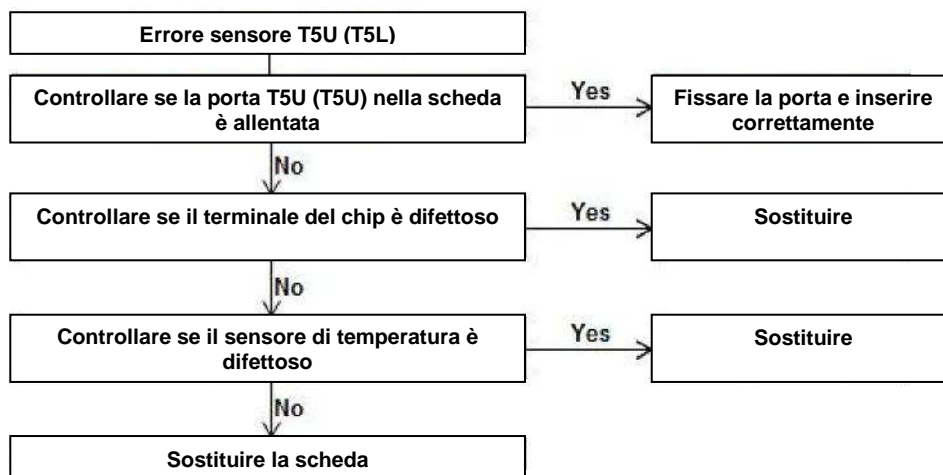 Errore sensore T5U (T5L)
Controllare se la porta T5U (T5U) nella scheda
è allentata
Yes
Fissare la porta e inserire
correttamente
No
Controllare se il terminale del chip è difettoso
Yes
Sostituire
No
Controllare se il sensore di temperatura è
difettoso
Yes
Sostituire
No
Sostituire la scheda